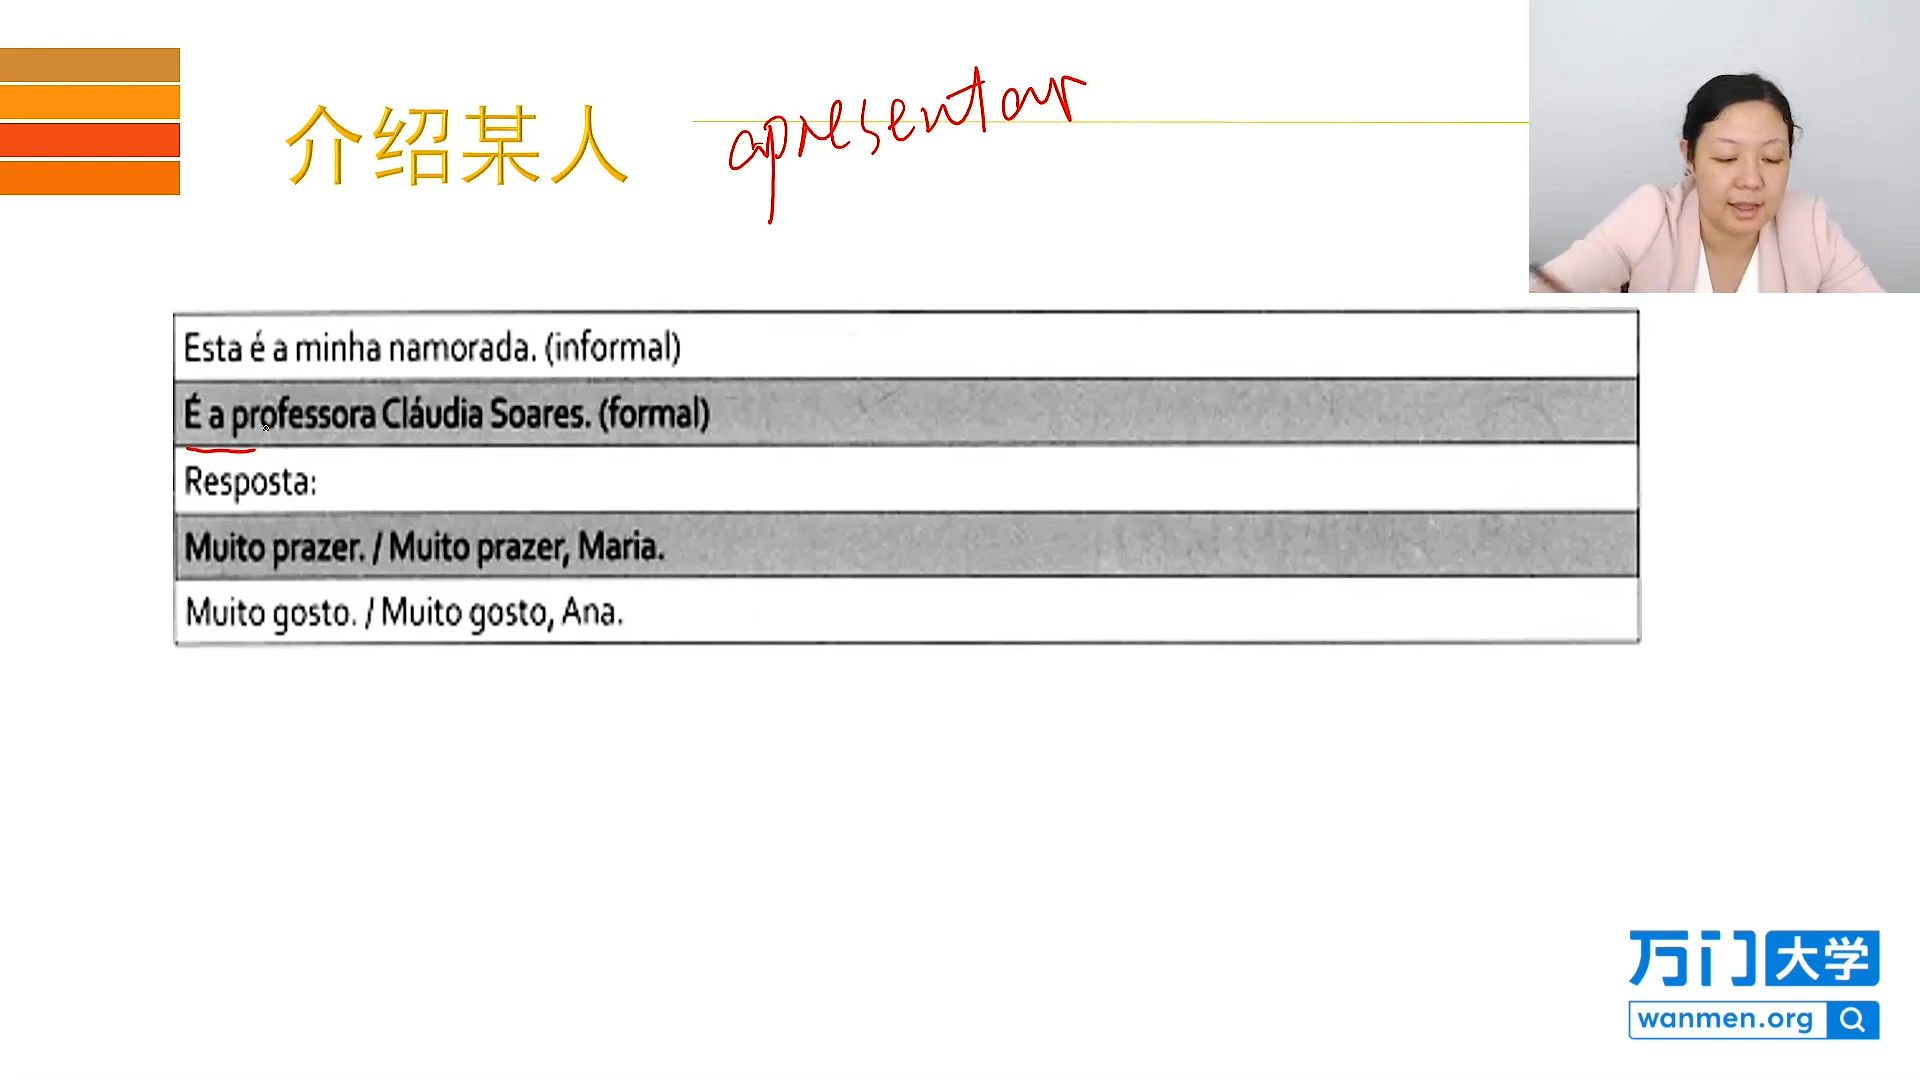 介绍某人 apresentar
Esta é a minha namorada. (informal)
É a professora Cláudia Soares. (formal)
Resposta:
Muito prazer. / Muito prazer, Maria.
Muito gosto. / Muito gosto, Ana.
万门大学
wanmen.org